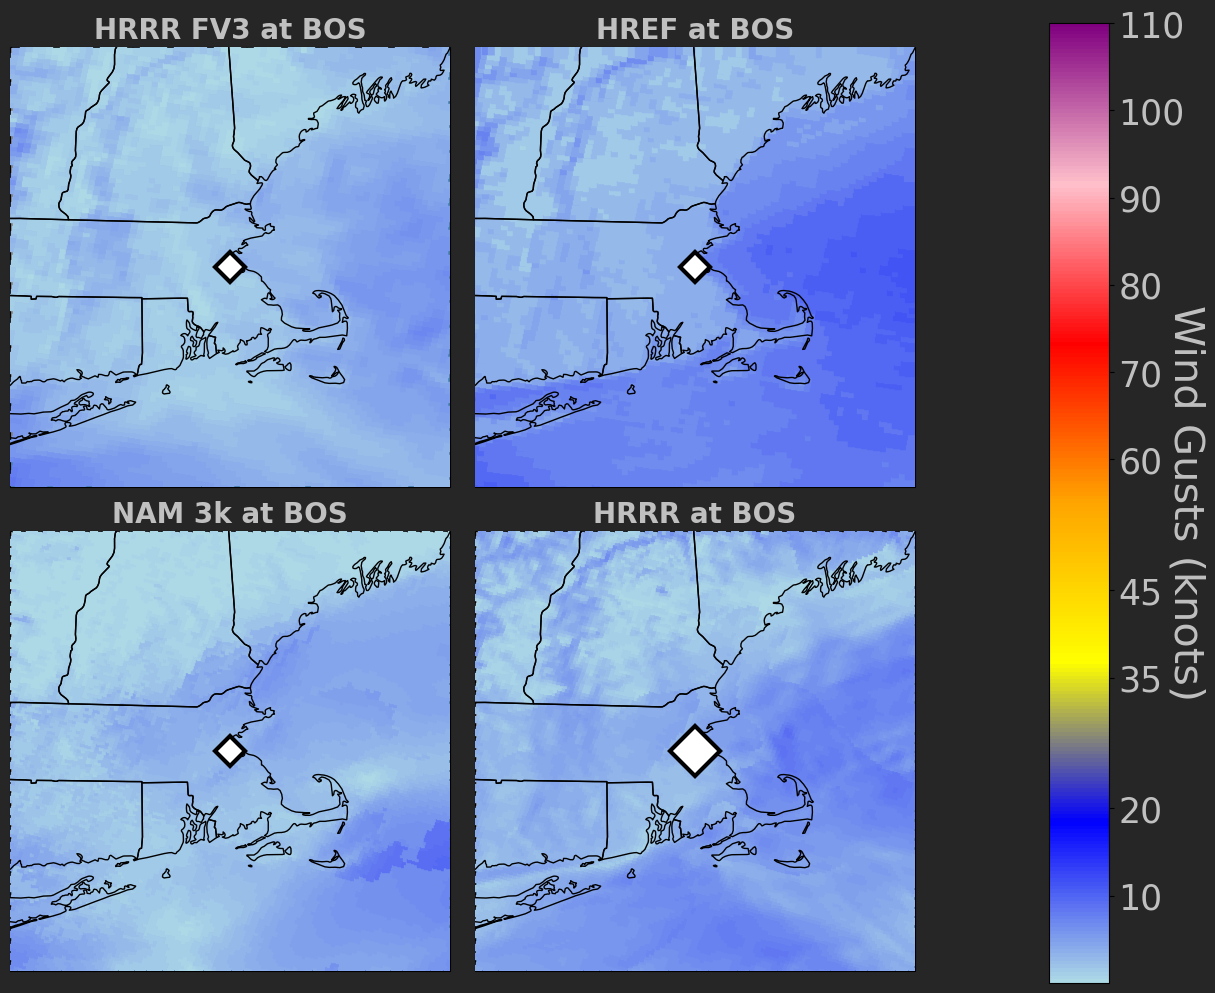 HRRR FV3 at BOS
HREF at BOS
NAM 3k at BOS
HRRR at BOS
110
100
90
80
70
60
45
35
20
10
Wind Gusts (knots)